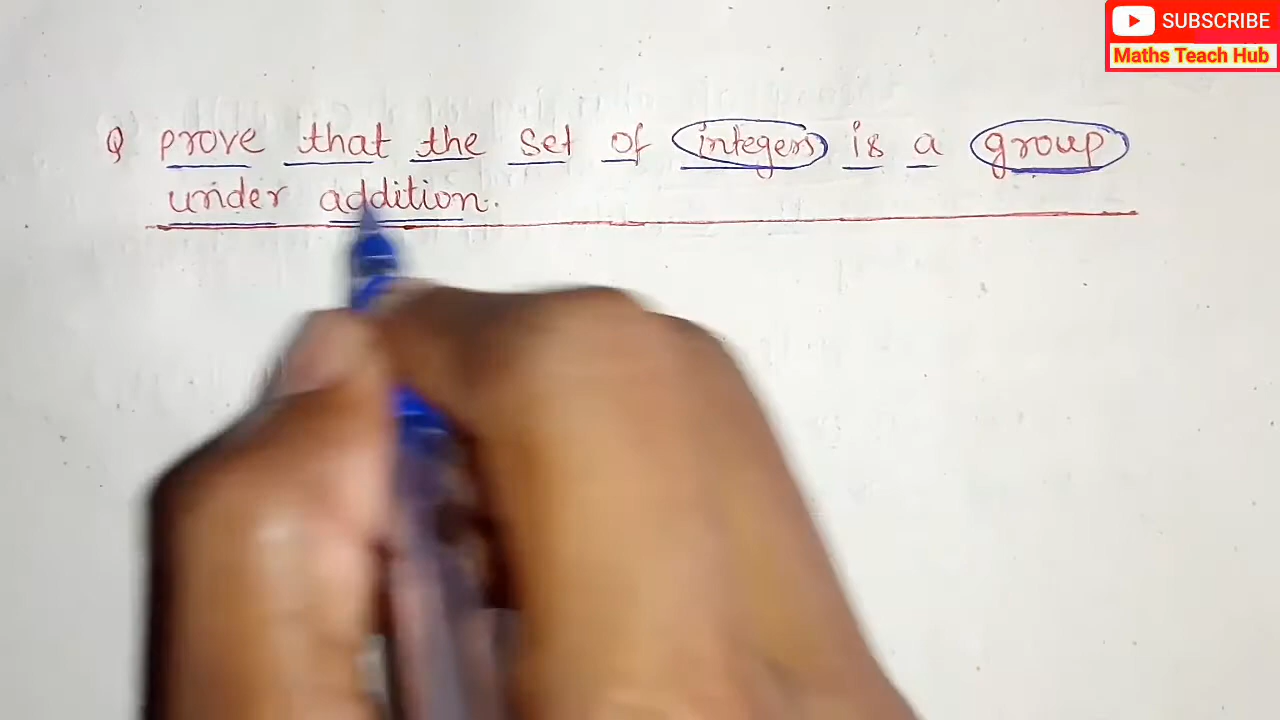 SUBSCRIBE
Maths Teach Hub
Q prove that the set of integers is a group
under addition.